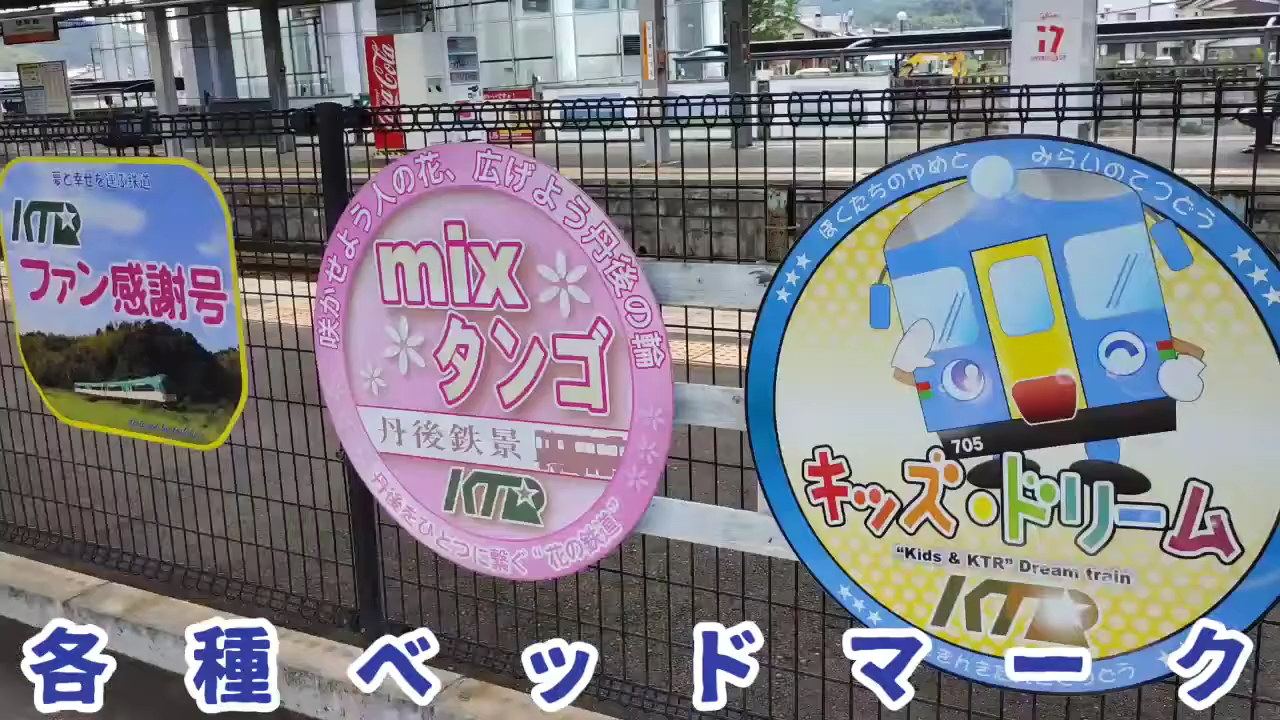 Coca-Cola
i7
夢と幸せを運ぶ鉄道
KTR
ファン感謝号
咲かせよう人の花、広げよう丹後の輪
mix
タンゴ
丹後鉄景
KTR
丹後をひとつに繋ぐ“花の鉄道”
ぼくたちのゆめと みらいのてつどう
705
キッズ・ドリーム
“Kids & KTR” Dream train
KTR
各種ベッドマーク